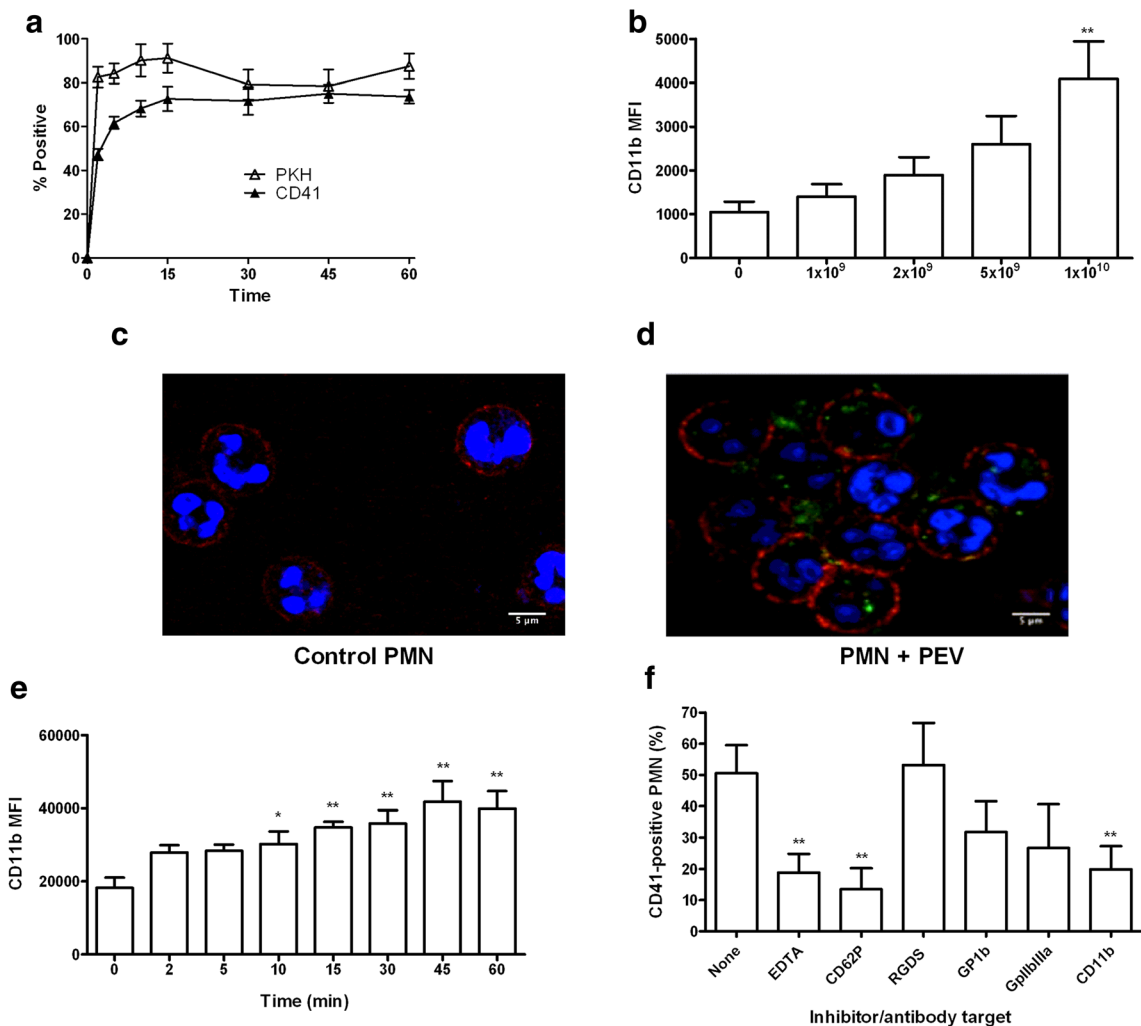 a
% Positive
100
80
60
40
20
0
PKH
CD41
0 15 30 45 60
Time
b
CD11b MFI
5000
4000
3000
2000
1000
0
**
0 1x10⁹ 2x10⁹ 5x10⁹ 1x10¹⁰
c
5 µm
Control PMN
d
5 µm
PMN + PEV
e
CD11b MFI
60000
40000
20000
0
* ** ** ** **
0 2 5 10 15 30 45 60
Time (min)
f
CD41-positive PMN (%)
70
60
50
40
30
20
10
0
** ** **
None EDTA CD62P RGDS GP1b GpIIbIIIa CD11b
Inhibitor/antibody target